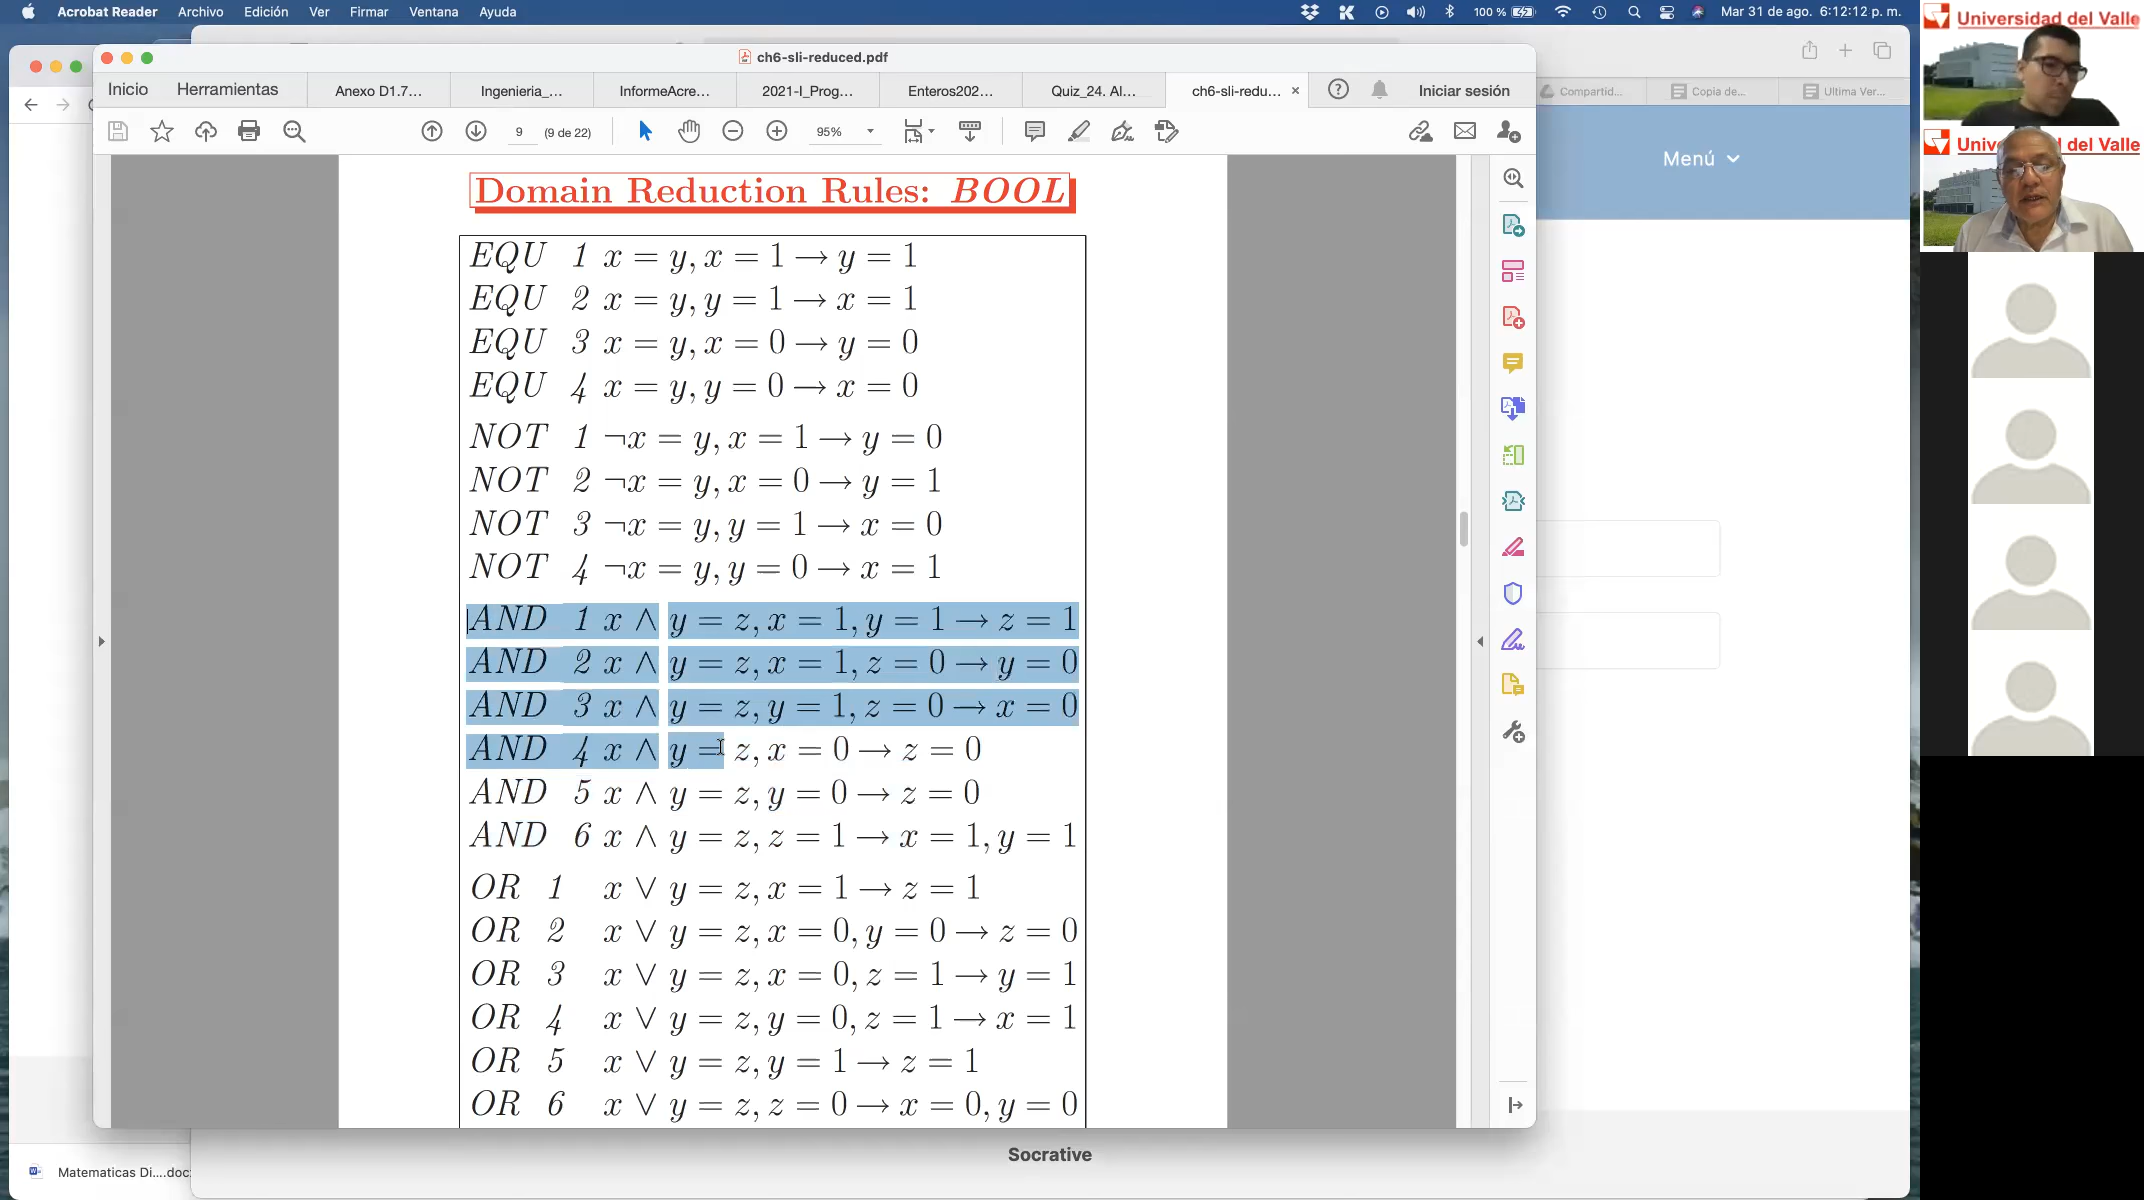 Acrobat Reader Archivo Edición Ver Firmar Ventana Ayuda 100 % Mar 31 de ago. 6:12:12 p. m.
ch6-sli-reduced.pdf
Inicio Herramientas Anexo D1.7... Ingenieria_... InformeAcre... 2021-I_Prog... Enteros202... Quiz_24. Al... ch6-sli-redu... × Iniciar sesión
Compartid... Copia de... Ultima Ver...
9 (9 de 22) 95%
Menú
Domain Reduction Rules: BOOL
EQU 1 x = y, x = 1 → y = 1
EQU 2 x = y, y = 1 → x = 1
EQU 3 x = y, x = 0 → y = 0
EQU 4 x = y, y = 0 → x = 0
NOT 1 ¬x = y, x = 1 → y = 0
NOT 2 ¬x = y, x = 0 → y = 1
NOT 3 ¬x = y, y = 1 → x = 0
NOT 4 ¬x = y, y = 0 → x = 1
AND 1 x ∧ y = z, x = 1, y = 1 → z = 1
AND 2 x ∧ y = z, x = 1, z = 0 → y = 0
AND 3 x ∧ y = z, y = 1, z = 0 → x = 0
AND 4 x ∧ y = z, x = 0 → z = 0
AND 5 x ∧ y = z, y = 0 → z = 0
AND 6 x ∧ y = z, z = 1 → x = 1, y = 1
OR 1 x ∨ y = z, x = 1 → z = 1
OR 2 x ∨ y = z, x = 0, y = 0 → z = 0
OR 3 x ∨ y = z, x = 0, z = 1 → y = 1
OR 4 x ∨ y = z, y = 0, z = 1 → x = 1
OR 5 x ∨ y = z, y = 1 → z = 1
OR 6 x ∨ y = z, z = 0 → x = 0, y = 0
Socrative
Matematicas Di....doc
Universidad del Valle
del Valle